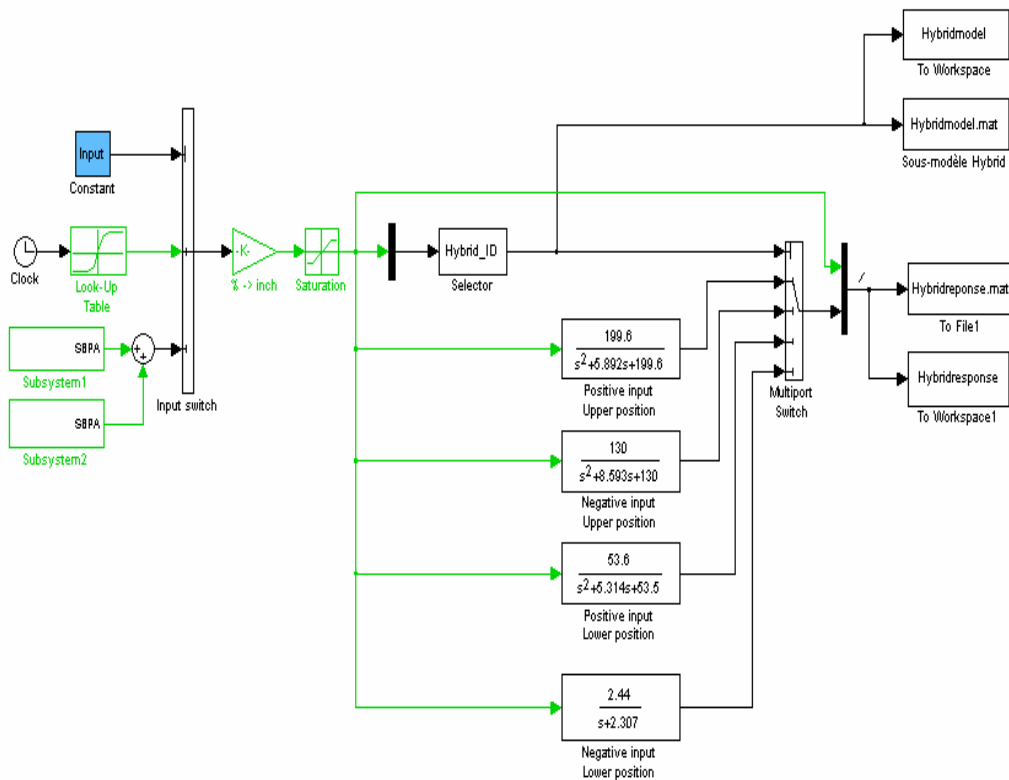 Hybridmodel
To Workspace
Hybridmodel.mat
Sous-modèle Hybrid
Input
Constant
Clock
Look-Up
Table
-K-
% -> inch
Saturation
Hybrid_ID
Selector
SBPA
Subsystem1
SBPA
Subsystem2
+
+
Input switch
199.6
s²+5.892s+199.6
Positive input
Upper position
130
s²+8.593s+130
Negative input
Upper position
53.6
s²+5.314s+53.5
Positive input
Lower position
2.44
s+2.307
Negative input
Lower position
Multiport
Switch
Hybridreponse.mat
To File1
Hybridresponse
To Workspace1